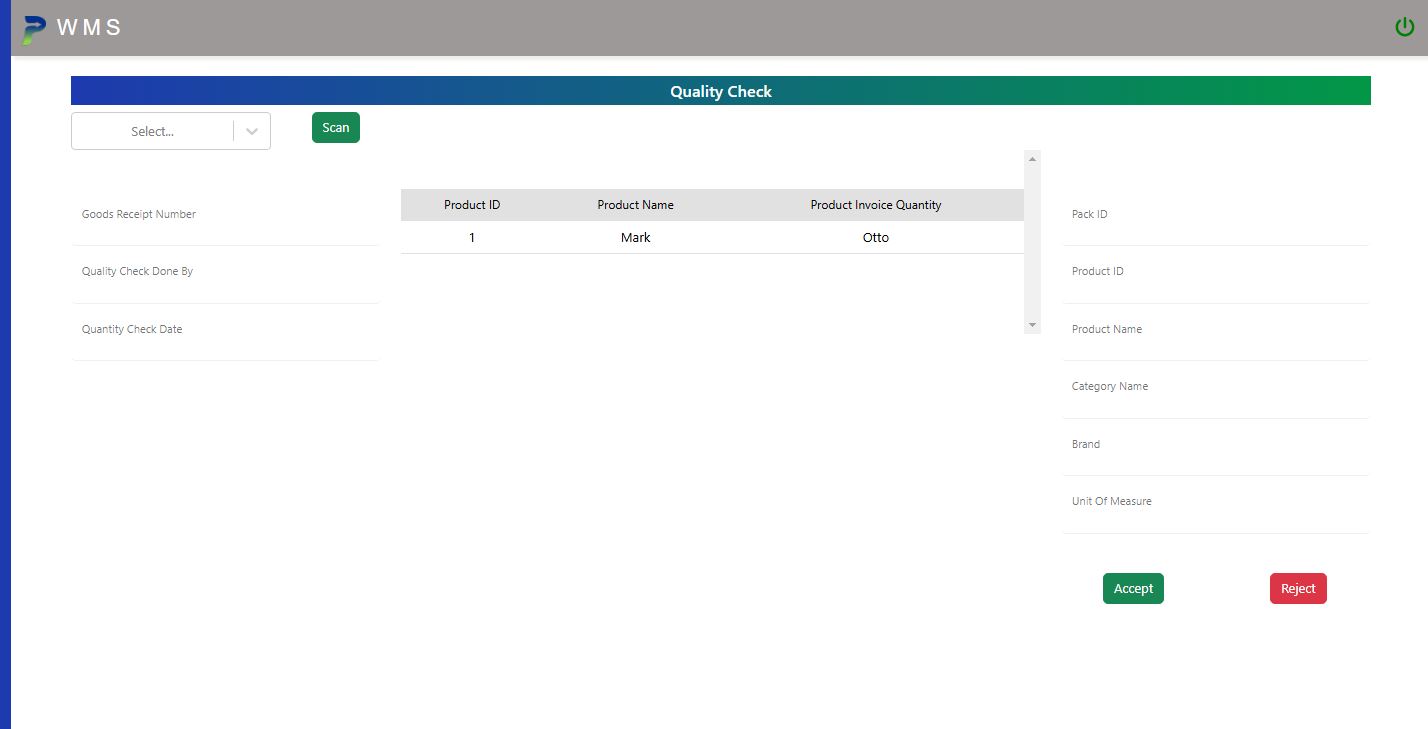 WMS
Quality Check
Select...
Scan
Goods Receipt Number
Quality Check Done By
Quantity Check Date
Product ID Product Name Product Invoice Quantity
1 Mark Otto
Pack ID
Product ID
Product Name
Category Name
Brand
Unit Of Measure
Accept Reject